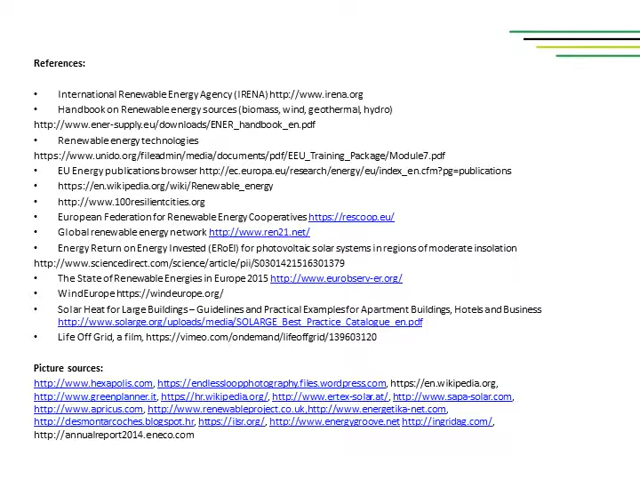 References:
• International Renewable Energy Agency (IRENA) http://www.irena.org
• Handbook on Renewable energy sources (biomass, wind, geothermal, hydro)
http://www.ener-supply.eu/downloads/ENER_handbook_en.pdf
• Renewable energy technologies
https://www.unido.org/fileadmin/media/documents/pdf/EEU_Training_Package/Module7.pdf
• EU Energy publications browser http://ec.europa.eu/research/energy/eu/index_en.cfm?pg=publications
• https://en.wikipedia.org/wiki/Renewable_energy
• http://www.100resilientcities.org
• European Federation for Renewable Energy Cooperatives https://rescoop.eu/
• Global renewable energy network http://www.ren21.net/
• Energy Return on Energy Invested (ERoEI) for photovoltaic solar systems in regions of moderate insolation
http://www.sciencedirect.com/science/article/pii/S0301421516301379
• The State of Renewable Energies in Europe 2015 http://www.eurobserv-er.org/
• WindEurope https://windeurope.org/
• Solar Heat for Large Buildings – Guidelines and Practical Examples for Apartment Buildings, Hotels and Business
http://www.solarge.org/uploads/media/SOLARGE_Best_Practice_Catalogue_en.pdf
• Life Off Grid, a film, https://vimeo.com/ondemand/lifeoffgrid/139603120
Picture sources:
http://www.hexapolis.com, https://endlessloopphotography.files.wordpress.com, https://en.wikipedia.org,
http://www.greenplanner.it, https://hr.wikipedia.org/, http://www.ertex-solar.at/, http://www.sapa-solar.com,
http://www.apricus.com, http://www.renewableproject.co.uk,http://www.energetika-net.com,
http://desmontarcoches.blogspot.hr, https://ilsr.org/, http://www.energygroove.net http://ingridag.com/,
http://annualreport2014.eneco.com